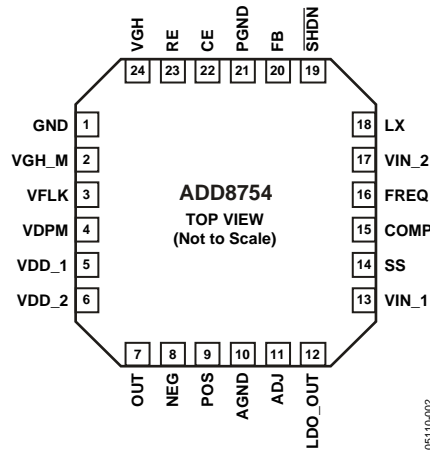 VGH RE CE PGND FB SHDN
24 23 22 21 20 19
GND 1
VGH_M 2
VFLK 3
VDPM 4
VDD_1 5
VDD_2 6
ADD8754
TOP VIEW
(Not to Scale)
18 LX
17 VIN_2
16 FREQ
15 COMP
14 SS
13 VIN_1
7 8 9 10 11 12
OUT NEG POS AGND ADJ LDO_OUT
05110-002